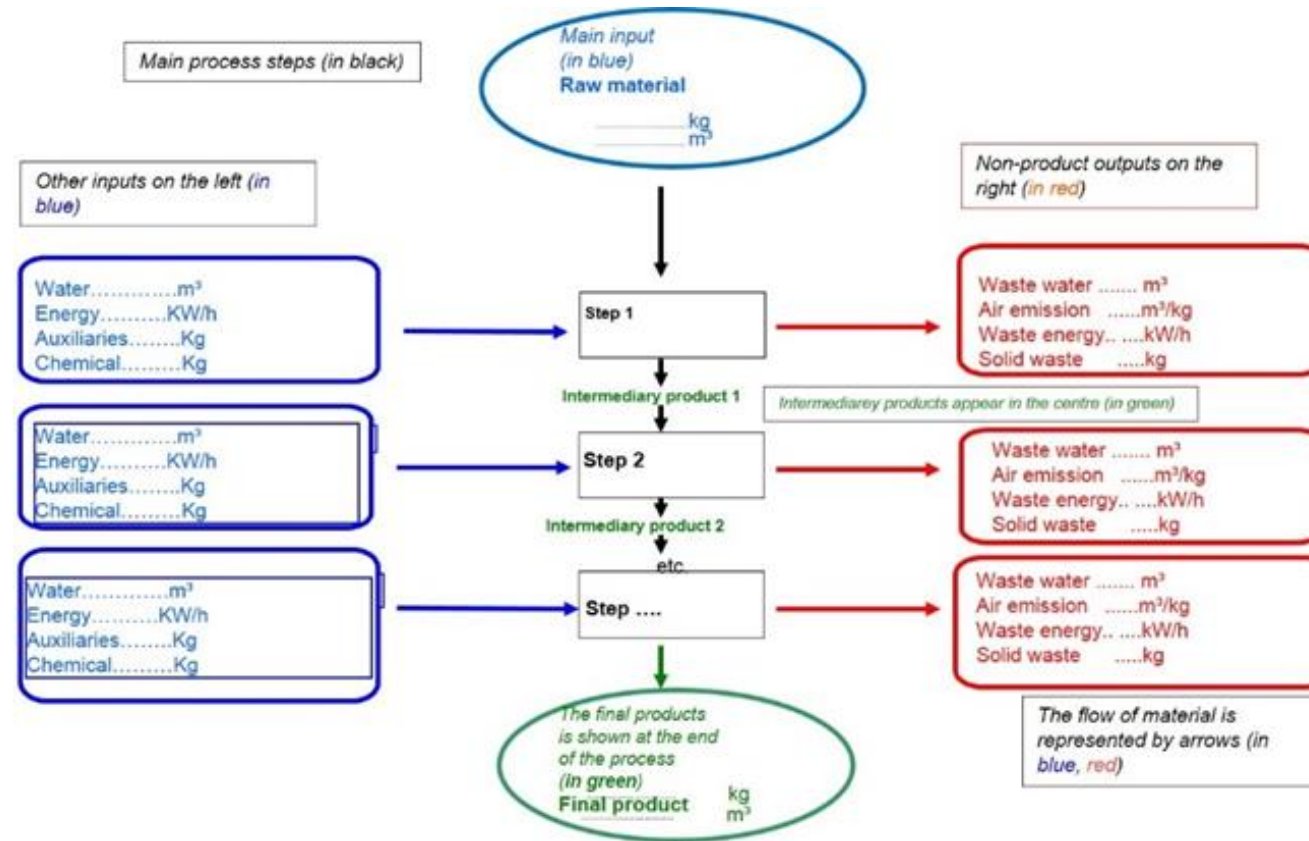 Main process steps (in black)
Main input
(in blue)
Raw material
..............kg
..............m³
Other inputs on the left (in
blue)
Non-product outputs on the
right (in red)
Water.............m³
Energy..........KW/h
Auxiliaries........Kg
Chemical.........Kg
Step 1
Waste water ....... m³
Air emission ......m³/kg
Waste energy.. ....kW/h
Solid waste .....kg
Intermediary product 1
Intermediarey products appear in the centre (in green)
Water.............m³
Energy..........KW/h
Auxiliaries........Kg
Chemical.........Kg
Step 2
Waste water ....... m³
Air emission ......m³/kg
Waste energy.. ....kW/h
Solid waste .....kg
Intermediary product 2
etc.
Water.............m³
Energy..........KW/h
Auxiliaries........Kg
Chemical.........Kg
Step ....
Waste water ....... m³
Air emission ......m³/kg
Waste energy.. ....kW/h
Solid waste .....kg
The final products
is shown at the end
of the process
(in green)
Final product kg
.............. m³
The flow of material is
represented by arrows (in
blue, red)